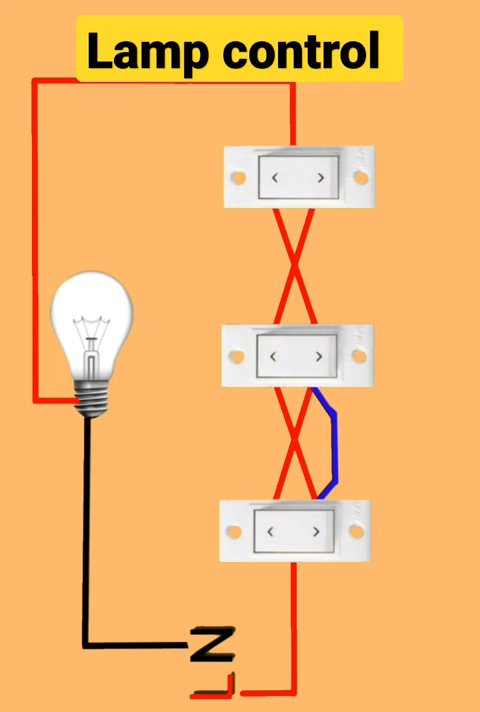 Lamp control
< >
< >
< >
N
L